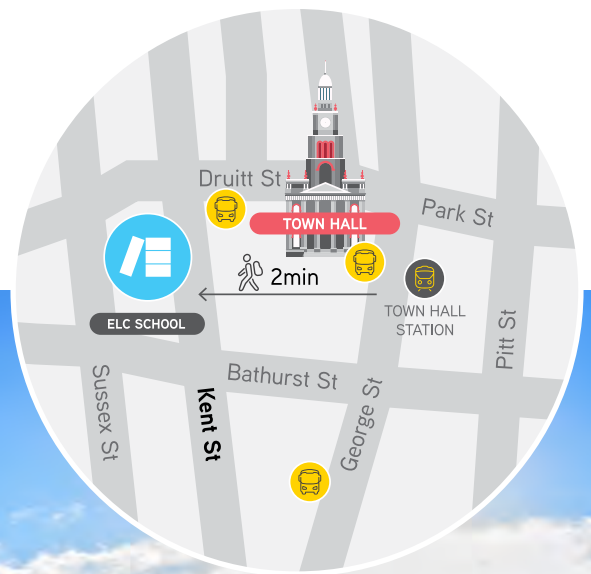 Druitt St
TOWN HALL
Park St
2min
ELC SCHOOL
TOWN HALL
STATION
Pitt St
Bathurst St
Sussex St
Kent St
George St